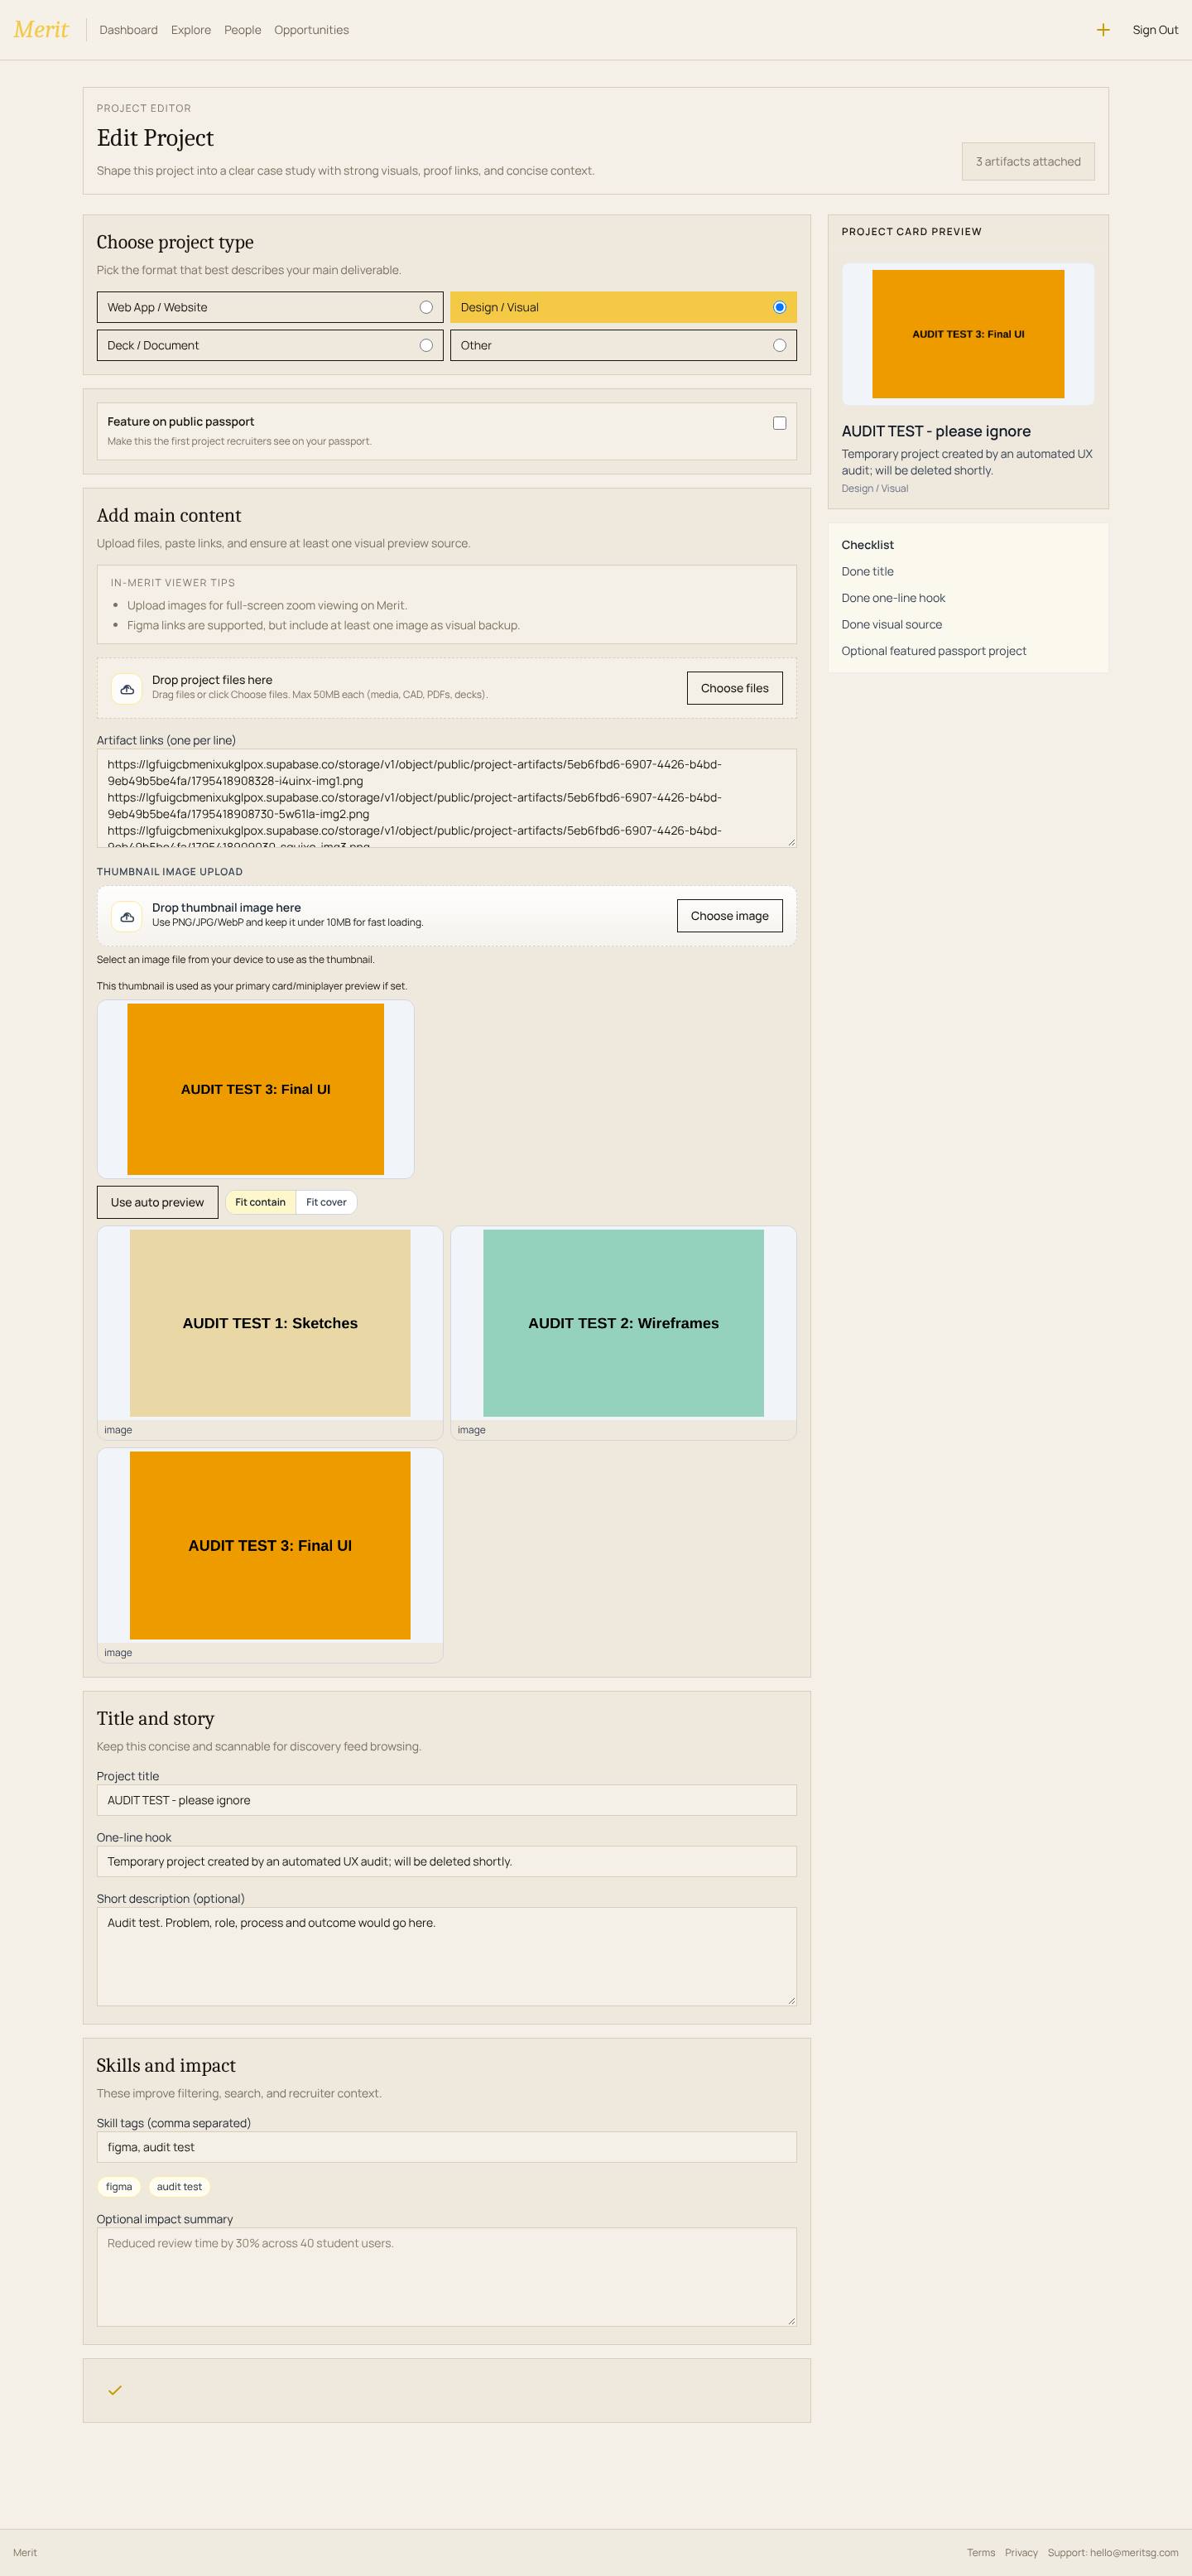 Merit
Dashboard
Explore
People
Opportunities
Sign Out
PROJECT EDITOR
Edit Project
Shape this project into a clear case study with strong visuals, proof links, and concise context.
3 artifacts attached
Choose project type
Pick the format that best describes your main deliverable.
Web App / Website
Design / Visual
Deck / Document
Other
Feature on public passport
Make this the first project recruiters see on your passport.
Add main content
Upload files, paste links, and ensure at least one visual preview source.
IN-MERIT VIEWER TIPS
Upload images for full-screen zoom viewing on Merit.
Figma links are supported, but include at least one image as visual backup.
Drop project files here
Drag files or click Choose files. Max 50MB each (media, CAD, PDFs, decks).
Choose files
Artifact links (one per line)
https://lgfuigcbmenixukglpox.supabase.co/storage/v1/object/public/project-artifacts/5eb6fbd6-6907-4426-b4bd-
9eb49b5be4fa/1795418908328-i4uinx-img1.png
https://lgfuigcbmenixukglpox.supabase.co/storage/v1/object/public/project-artifacts/5eb6fbd6-6907-4426-b4bd-
9eb49b5be4fa/1795418908730-5w61la-img2.png
https://lgfuigcbmenixukglpox.supabase.co/storage/v1/object/public/project-artifacts/5eb6fbd6-6907-4426-b4bd-
THUMBNAIL IMAGE UPLOAD
Drop thumbnail image here
Use PNG/JPG/WebP and keep it under 10MB for fast loading.
Choose image
Select an image file from your device to use as the thumbnail.
This thumbnail is used as your primary card/miniplayer preview if set.
AUDIT TEST 3: Final UI
Use auto preview
Fit contain
Fit cover
AUDIT TEST 1: Sketches
image
AUDIT TEST 2: Wireframes
image
AUDIT TEST 3: Final UI
image
Title and story
Keep this concise and scannable for discovery feed browsing.
Project title
AUDIT TEST - please ignore
One-line hook
Temporary project created by an automated UX audit; will be deleted shortly.
Short description (optional)
Audit test. Problem, role, process and outcome would go here.
Skills and impact
These improve filtering, search, and recruiter context.
Skill tags (comma separated)
figma, audit test
figma
audit test
Optional impact summary
Reduced review time by 30% across 40 student users.
PROJECT CARD PREVIEW
AUDIT TEST 3: Final UI
AUDIT TEST - please ignore
Temporary project created by an automated UX
audit; will be deleted shortly.
Design / Visual
Checklist
Done title
Done one-line hook
Done visual source
Optional featured passport project
Merit
Terms
Privacy
Support: hello@meritsg.com